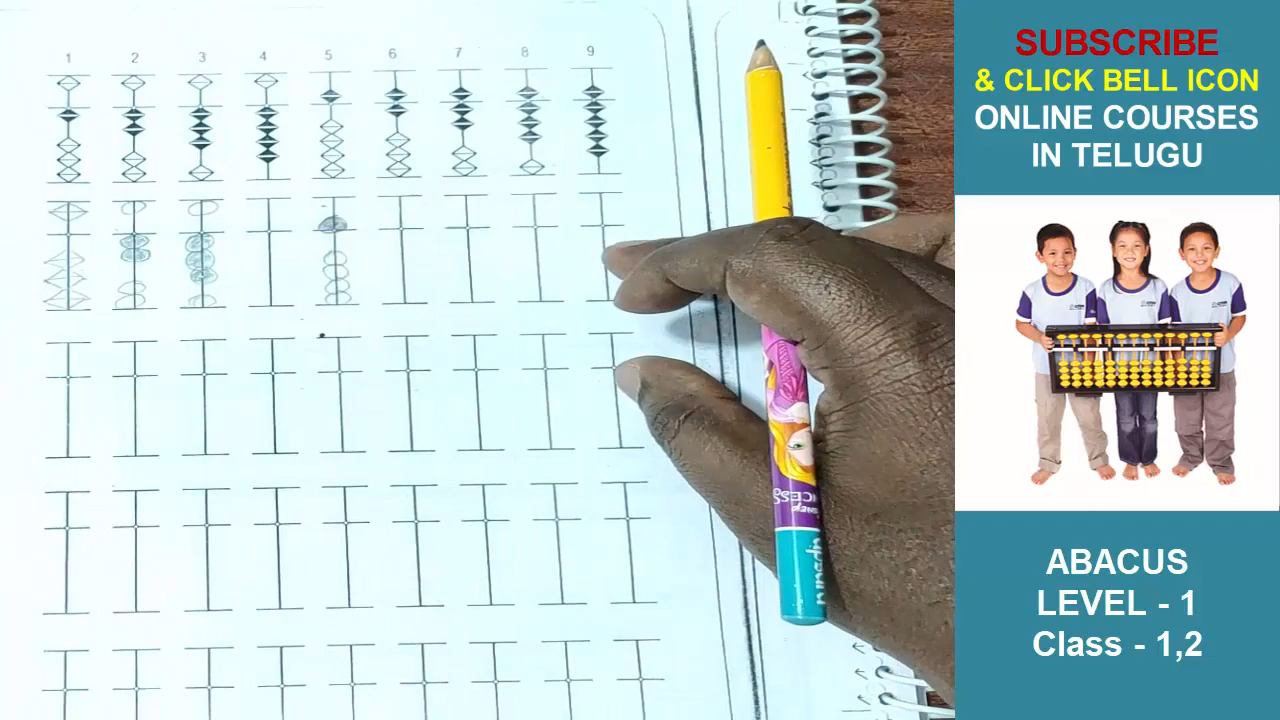 1 2 3 4 5 6 7 8 9
SUBSCRIBE
& CLICK BELL ICON
ONLINE COURSES
IN TELUGU
ABACUS
LEVEL - 1
Class - 1,2